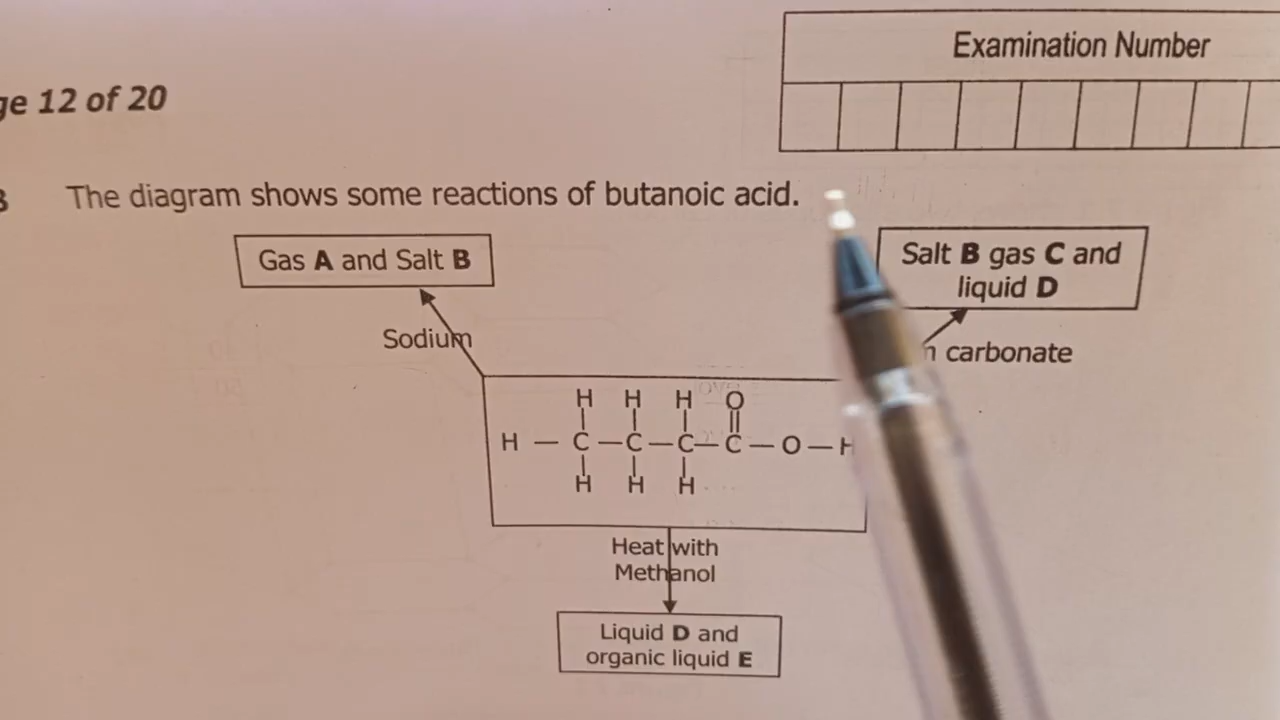 Examination Number
ge 12 of 20
The diagram shows some reactions of butanoic acid.
Gas A and Salt B
Salt B gas C and
liquid D
Sodium
n carbonate
H H H O
H — C — C — C — C — O — H
H H H
Heat with
Methanol
Liquid D and
organic liquid E